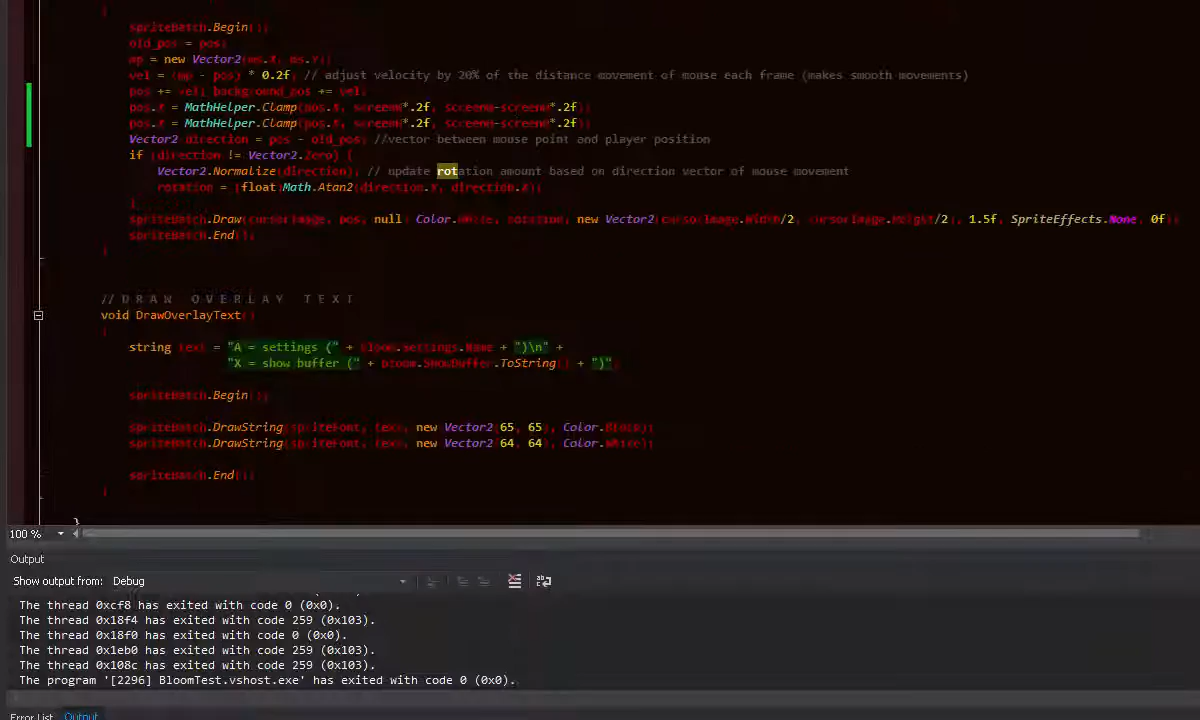 {
spriteBatch.Begin();
old_pos = pos;
mp = new Vector2(ms.X, ms.Y);
vel = (mp - pos) * 0.2f; // adjust velocity by 20% of the distance movement of mouse each frame (makes smooth movements)
pos += vel; background_pos += vel;
pos.X = MathHelper.Clamp(pos.X, *.2f, *.2f);
MathHelper.Clamp( *.2f, *.2f);
Vector2 direction = pos - old_pos; //vector between mouse point and player position
if (direction != Vector2.Zero) {
Vector2.Normalize(direction); // update rotation amount based on direction vector of mouse movement
rotation = (float)Math.Atan2(direction. , direction. );
}
spriteBatch.Draw(cursorImage, pos, null, Color.White, rotation, new Vector2(cursorImage.Width/2, cursorImage.Height/2), 1.5f, SpriteEffects.None, 0f);
spriteBatch.End();
}
// D R A W   O V E R L A Y   T E X T
void DrawOverlayText()
{
string text = "A = settings (" + bloom.Settings.Name + ")\n" +
"X = show buffer (" + bloom.ShowBuffer.ToString() + ")";
spriteBatch.Begin();
spriteBatch.DrawString(spriteFont, text, new Vector2(65, 65), Color.Black);
spriteBatch.DrawString(spriteFont, text, new Vector2(64, 64), Color.White);
spriteBatch.End();
}
}
100 %
Output
Show output from: Debug
The thread 0xcf8 has exited with code 0 (0x0).
The thread 0x18f4 has exited with code 259 (0x103).
The thread 0x18f0 has exited with code 0 (0x0).
The thread 0x1eb0 has exited with code 259 (0x103).
The thread 0x108c has exited with code 259 (0x103).
The program '[2296] BloomTest.vshost.exe' has exited with code 0 (0x0).
Error List Output